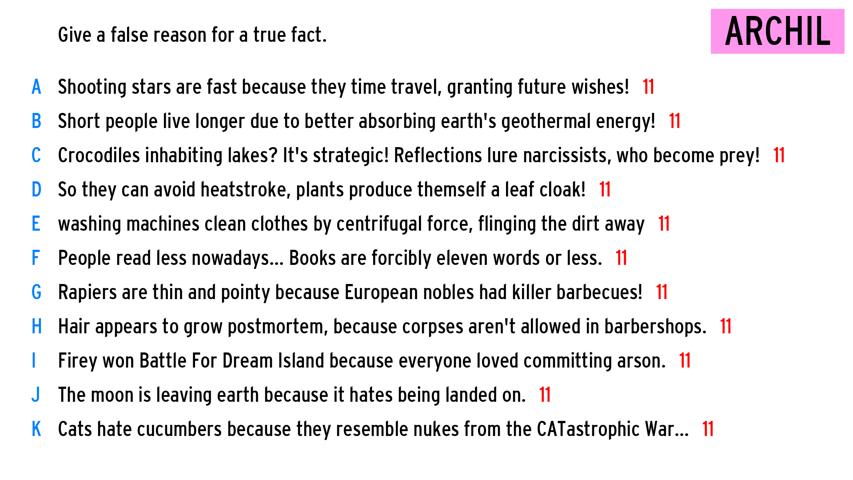 Give a false reason for a true fact.
ARCHIL
A Shooting stars are fast because they time travel, granting future wishes! 11
B Short people live longer due to better absorbing earth's geothermal energy! 11
C Crocodiles inhabiting lakes? It's strategic! Reflections lure narcissists, who become prey! 11
D So they can avoid heatstroke, plants produce themself a leaf cloak! 11
E washing machines clean clothes by centrifugal force, flinging the dirt away 11
F People read less nowadays... Books are forcibly eleven words or less. 11
G Rapiers are thin and pointy because European nobles had killer barbecues! 11
H Hair appears to grow postmortem, because corpses aren't allowed in barbershops. 11
I Firey won Battle For Dream Island because everyone loved committing arson. 11
J The moon is leaving earth because it hates being landed on. 11
K Cats hate cucumbers because they resemble nukes from the CATastrophic War... 11